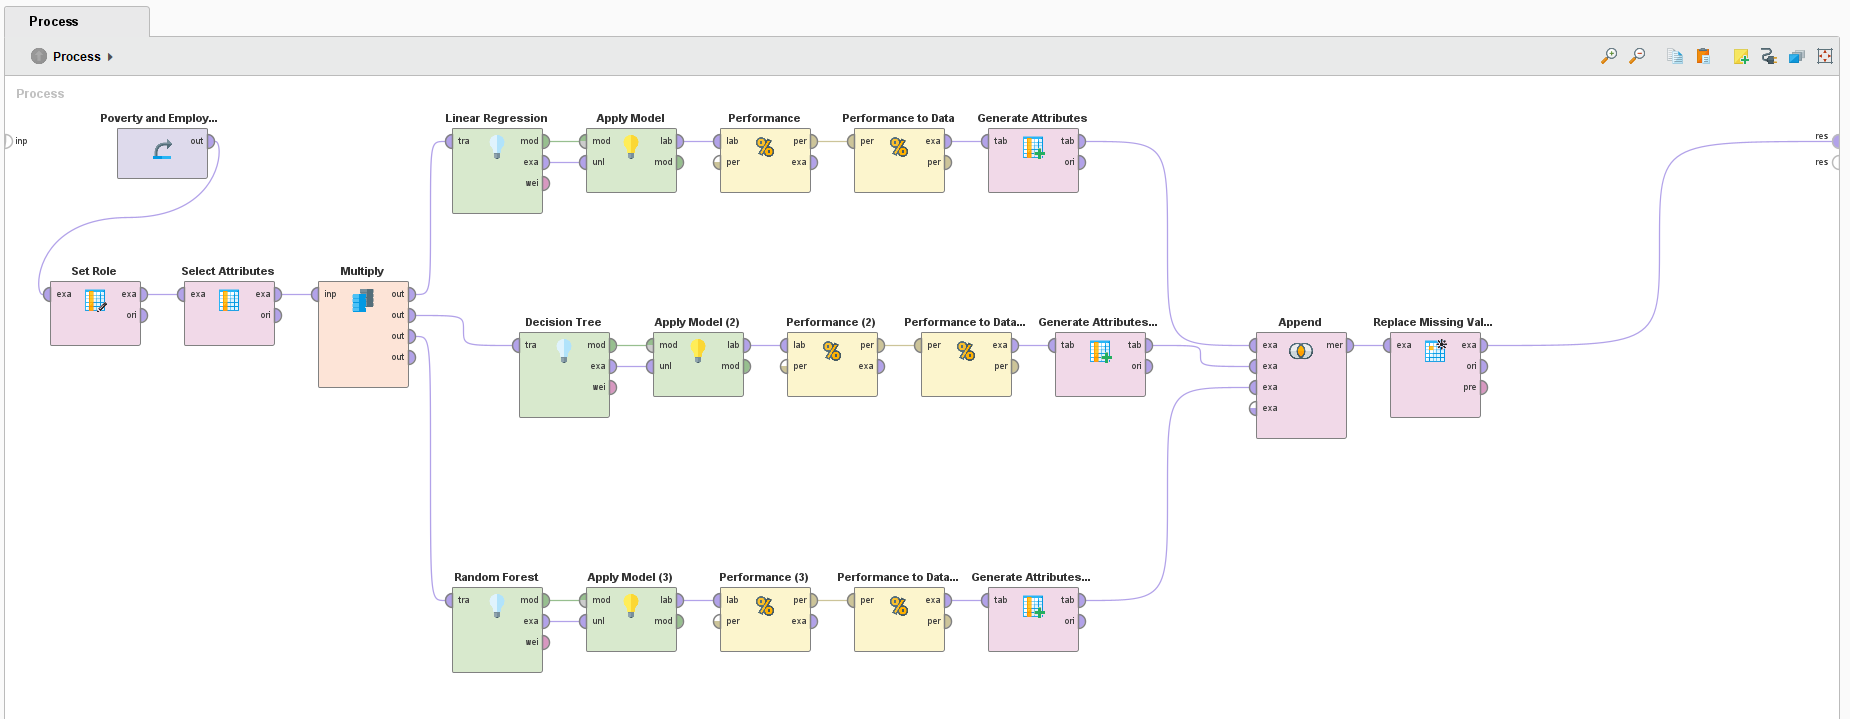 Process
Process
Process
inp
Poverty and Employ...
out
res
res
Linear Regression
tra mod
exa
wei
Apply Model
mod lab
unl mod
Performance
lab per
per exa
Performance to Data
per exa
per
Generate Attributes
tab tab
ori
Set Role
exa exa
ori
Select Attributes
exa exa
ori
Multiply
inp out
out
out
out
Decision Tree
tra mod
exa
wei
Apply Model (2)
mod lab
unl mod
Performance (2)
lab per
per exa
Performance to Data...
per exa
per
Generate Attributes...
tab tab
ori
Append
exa mer
exa
exa
exa
Replace Missing Val...
exa exa
ori
pre
Random Forest
tra mod
exa
wei
Apply Model (3)
mod lab
unl mod
Performance (3)
lab per
per exa
Performance to Data...
per exa
per
Generate Attributes...
tab tab
ori